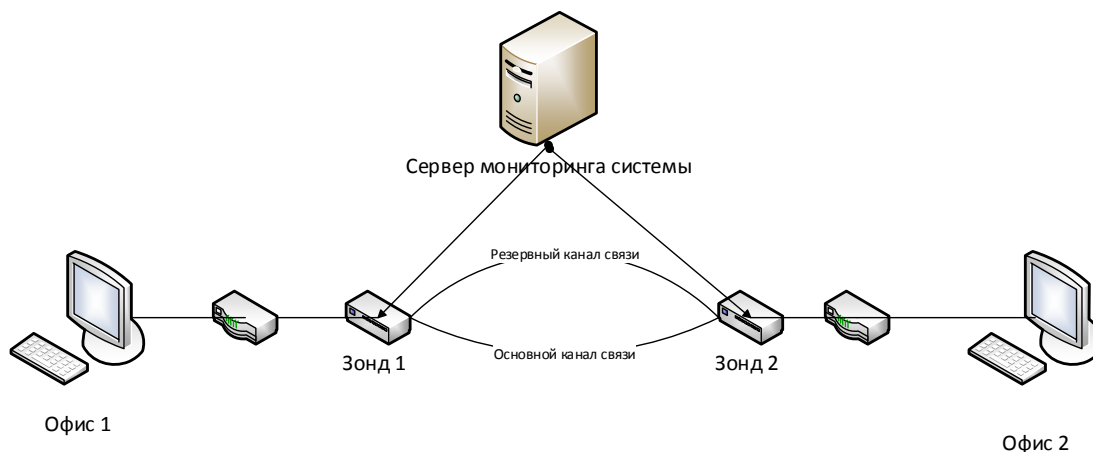 Сервер мониторинга системы
Резервный канал связи
Основной канал связи
Зонд 1
Зонд 2
Офис 1
Офис 2